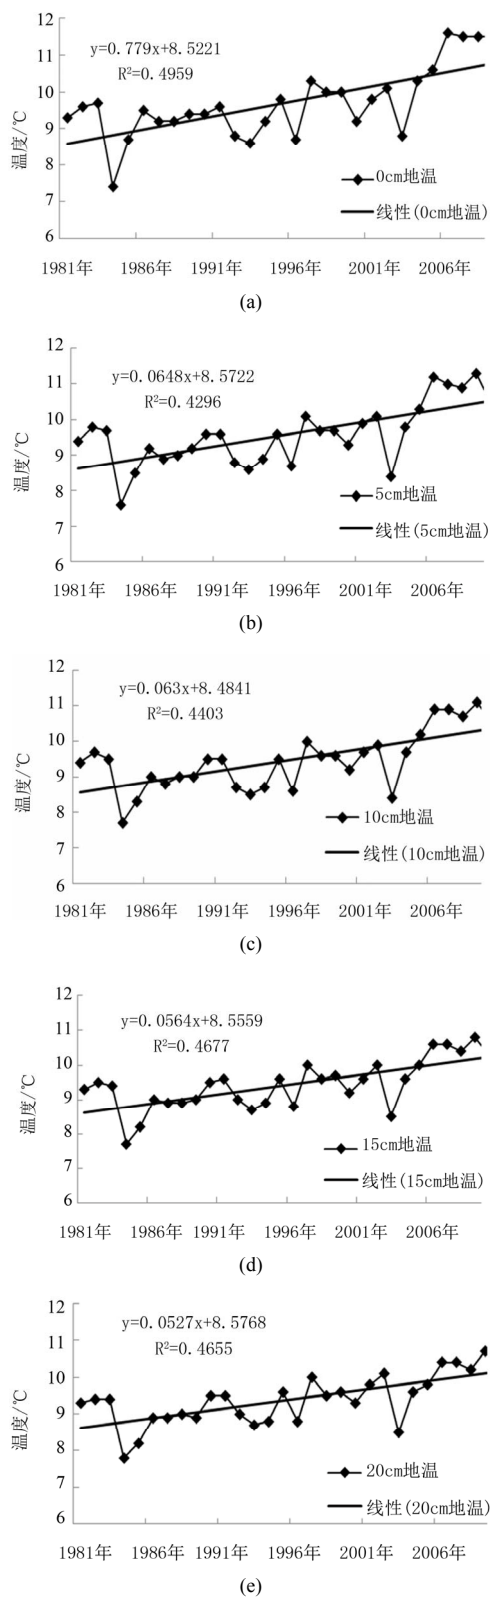 12
11
10
9
8
7
6
温度/℃
y=0.779x+8.5221
R²=0.4959
0cm地温
线性(0cm地温)
1981年 1986年 1991年 1996年 2001年 2006年
(a)
12
11
10
9
8
7
6
温度/℃
y=0.0648x+8.5722
R²=0.4296
5cm地温
线性(5cm地温)
1981年 1986年 1991年 1996年 2001年 2006年
(b)
12
11
10
9
8
7
6
温度/℃
y=0.063x+8.4841
R²=0.4403
10cm地温
线性(10cm地温)
1981年 1986年 1991年 1996年 2001年 2006年
(c)
12
11
10
9
8
7
6
温度/℃
y=0.0564x+8.5559
R²=0.4677
15cm地温
线性(15cm地温)
1981年 1986年 1991年 1996年 2001年 2006年
(d)
12
11
10
9
8
7
6
温度/℃
y=0.0527x+8.5768
R²=0.4655
20cm地温
线性(20cm地温)
1981年 1986年 1991年 1996年 2001年 2006年
(e)